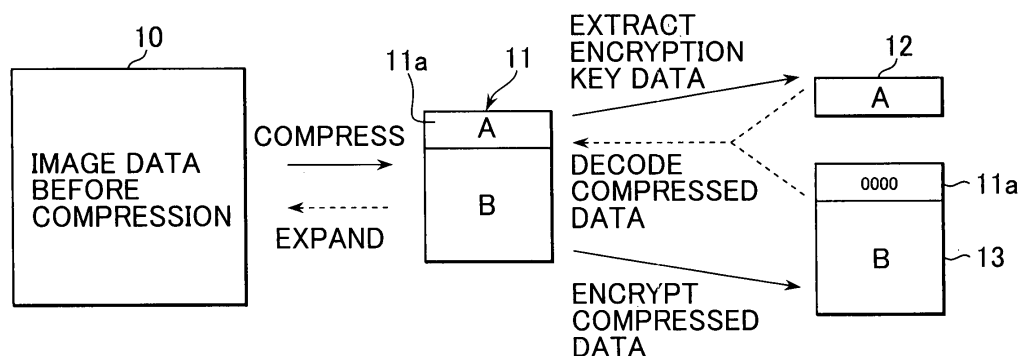 10
IMAGE DATA
BEFORE
COMPRESSION
COMPRESS
EXPAND
11a
11
A
B
EXTRACT
ENCRYPTION
KEY DATA
DECODE
COMPRESSED
DATA
ENCRYPT
COMPRESSED
DATA
12
A
0000
11a
B
13